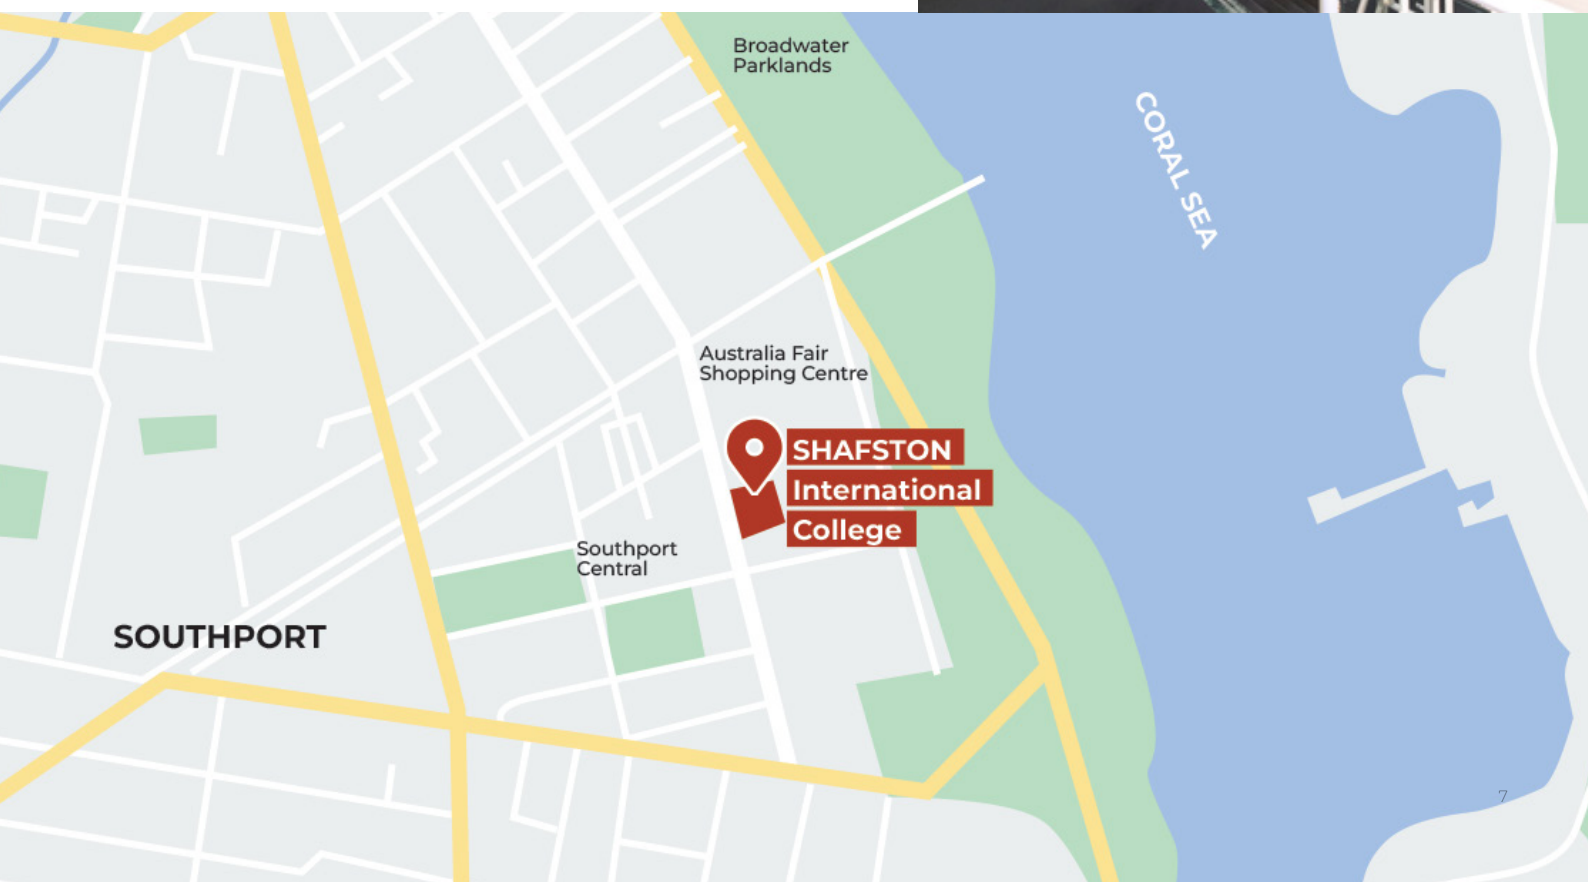 Broadwater
Parklands
CORAL SEA
Australia Fair
Shopping Centre
SHAFSTON
International
College
Southport
Central
SOUTHPORT
7